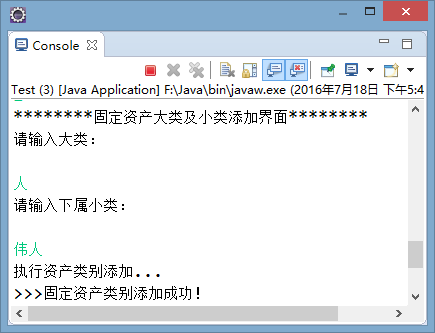 Console
Test (3) [Java Application] F:\Java\bin\javaw.exe (2016年7月18日 下午5:4
********固定资产大类及小类添加界面********
请输入大类：
人
请输入下属小类：
伟人
执行资产类别添加...
>>>固定资产类别添加成功！